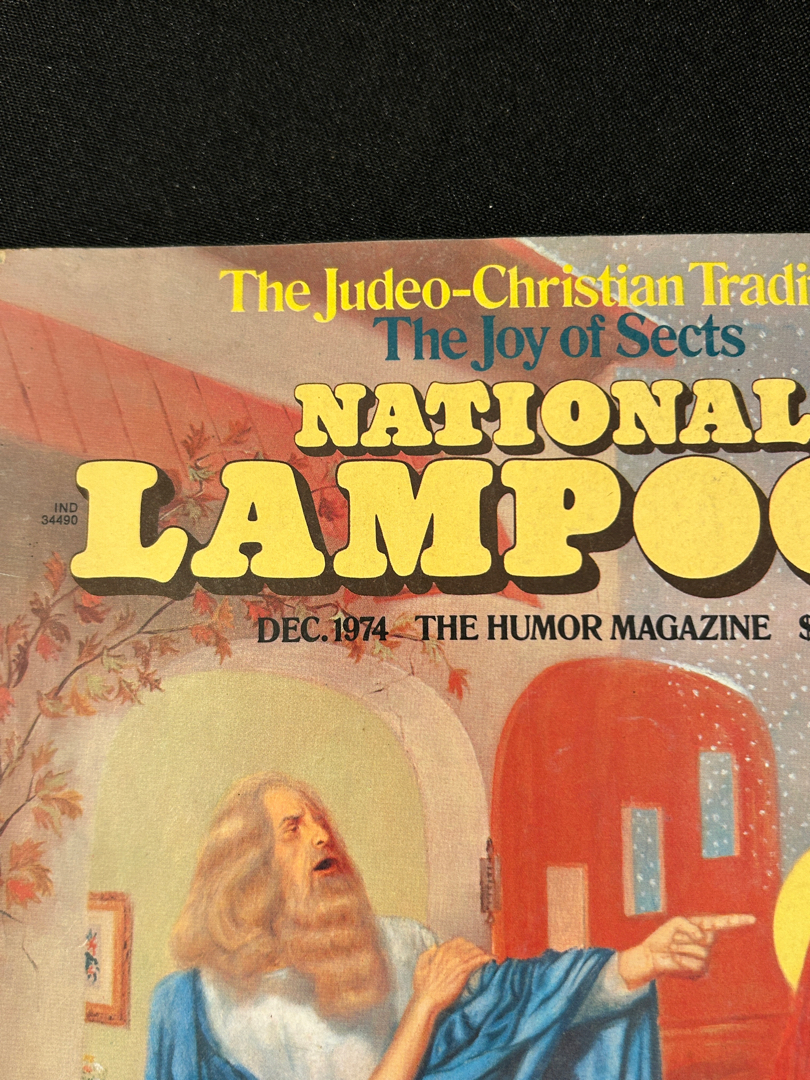 The Judeo-Christian Tradi
The Joy of Sects
NATIONAL
LAMPOO
IND
34490
DEC. 1974 THE HUMOR MAGAZINE $